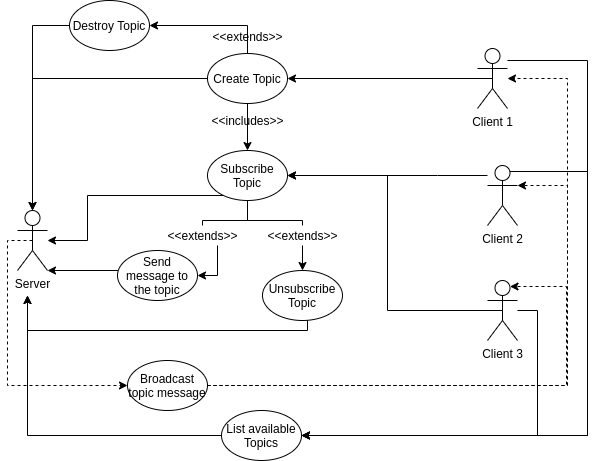 Destroy Topic
<<extends>>
Create Topic
Client 1
<<includes>>
Subscribe
Topic
Client 2
<<extends>>
<<extends>>
Server
Send
message to
the topic
Unsubscribe
Topic
Client 3
Broadcast
topic message
List available
Topics